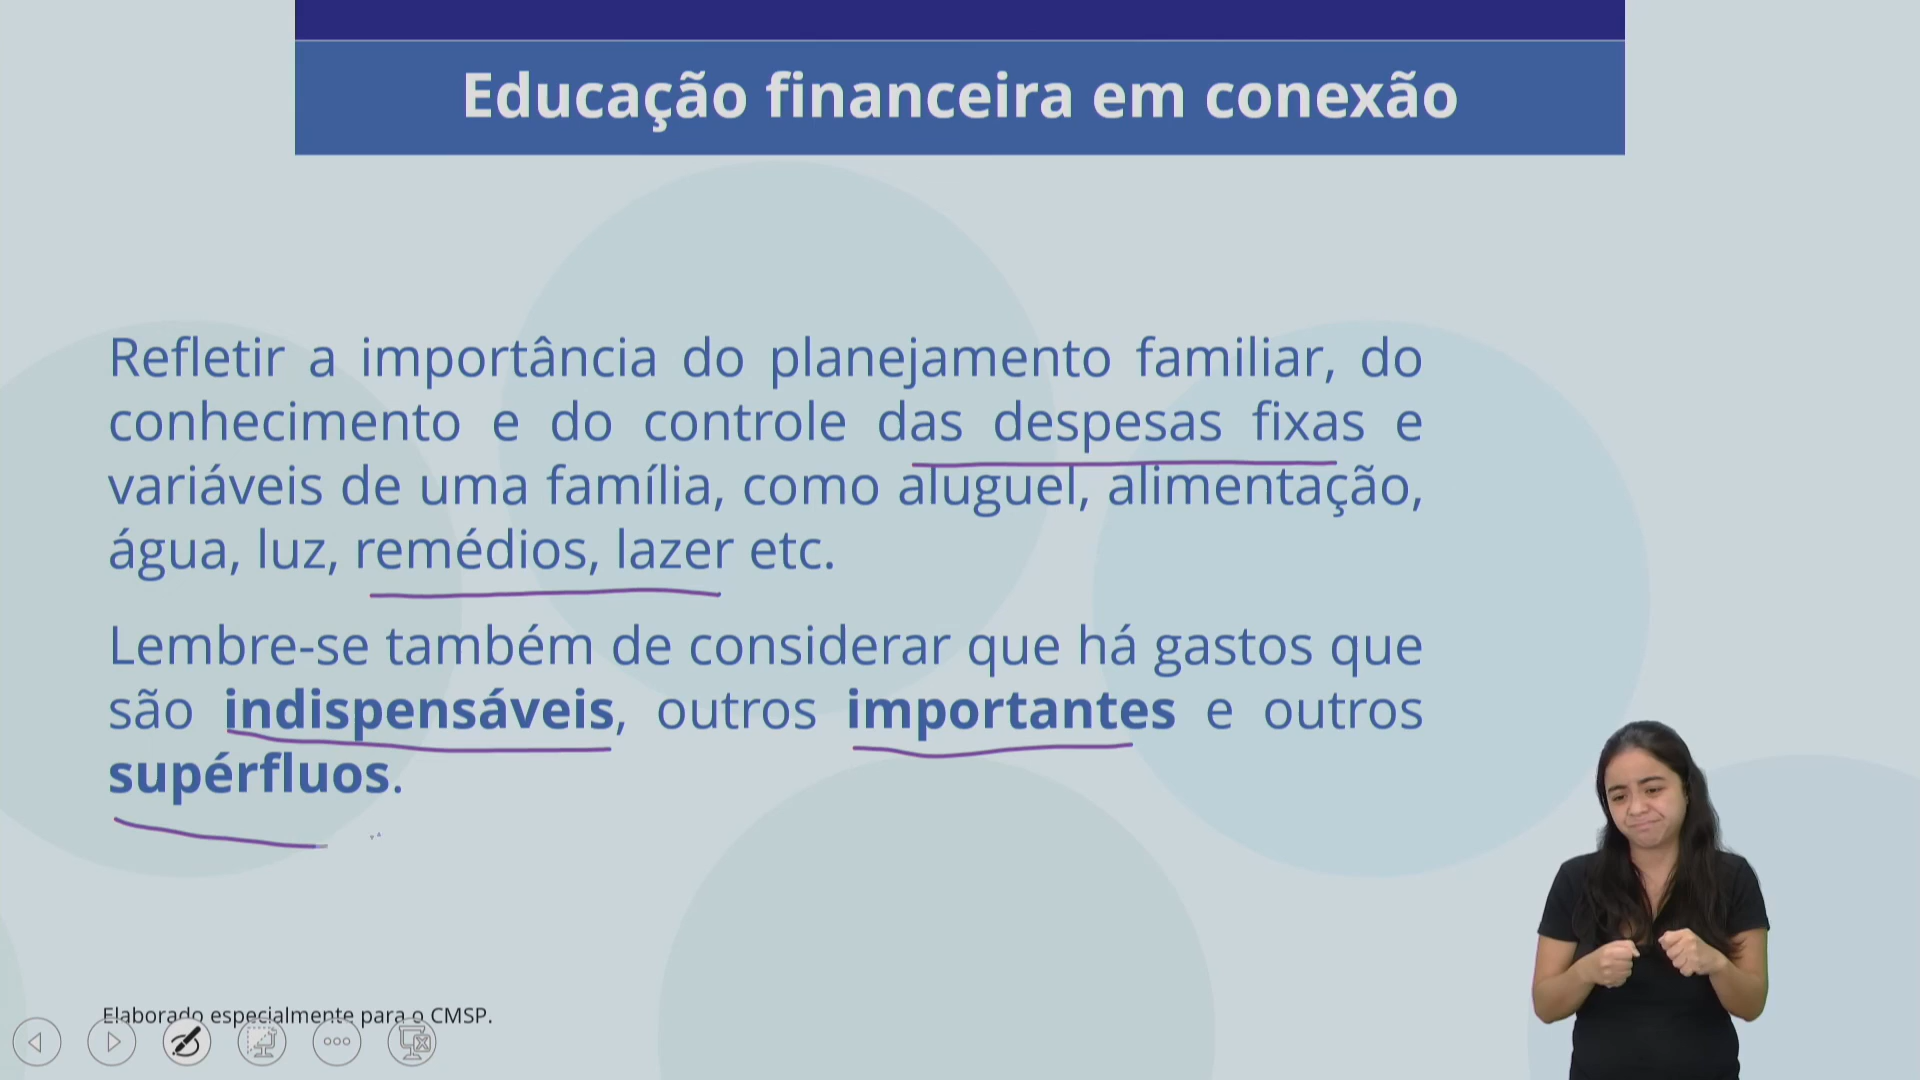 Educação financeira em conexão
Refletir a importância do planejamento familiar, do
conhecimento e do controle das despesas fixas e
variáveis de uma família, como aluguel, alimentação,
água, luz, remédios, lazer etc.
Lembre-se também de considerar que há gastos que
são indispensáveis, outros importantes e outros
supérfluos.
Elaborado especialmente para o CMSP.